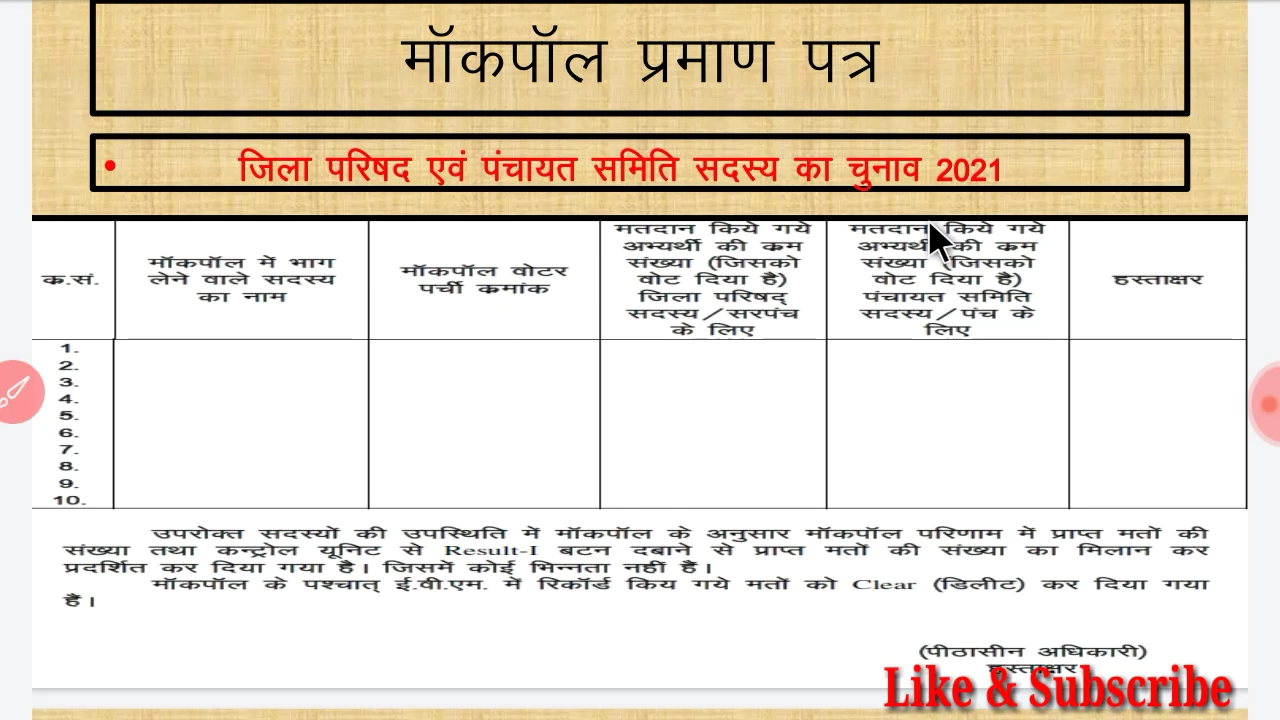 मॉकपॉल प्रमाण पत्र
• जिला परिषद एवं पंचायत समिति सदस्य का चुनाव 2021
क्र.सं.
मॉकपॉल में भाग
लेने वाले सदस्य
का नाम
मॉकपॉल वोटर
पर्ची क्रमांक
मतदान किये गये
अभ्यर्थी की क्रम
संख्या (जिसको
वोट दिया है)
जिला परिषद्
सदस्य/सरपंच
के लिए
मतदान किये गये
अभ्यर्थी की क्रम
संख्या (जिसको
वोट दिया है)
पंचायत समिति
सदस्य/पंच के
लिए
हस्ताक्षर
1.
2.
3.
4.
5.
6.
7.
8.
9.
10.
उपरोक्त सदस्यों की उपस्थिति में मॉकपॉल के अनुसार मॉकपॉल परिणाम में प्राप्त मतों की
संख्या तथा कन्ट्रोल यूनिट से Result-I बटन दबाने से प्राप्त मतों की संख्या का मिलान कर
प्रदर्शित कर दिया गया है। जिसमें कोई भिन्नता नहीं है।
मॉकपॉल के पश्चात् ई.वी.एम. में रिकॉर्ड किय गये मतों को Clear (डिलीट) कर दिया गया
है।
(पीठासीन अधिकारी)
हस्ताक्षर
Like & Subscribe